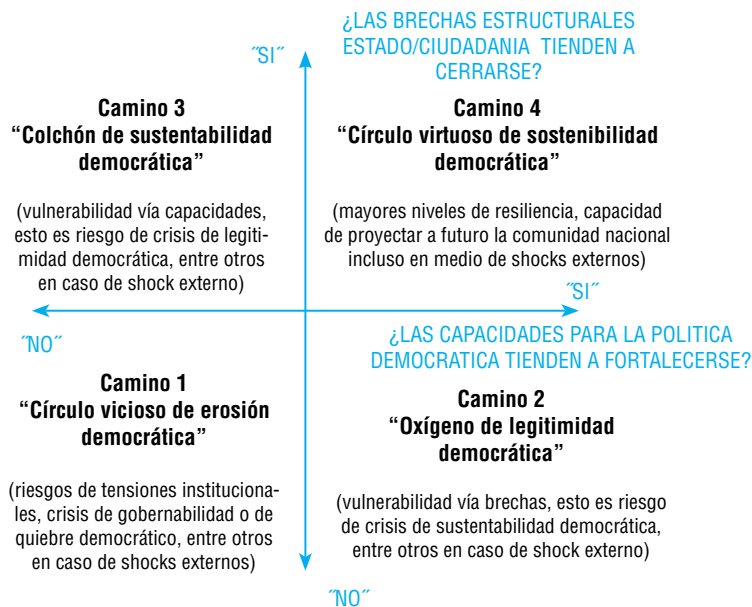 ¿LAS BRECHAS ESTRUCTURALES
ESTADO/CIUDADANIA TIENDEN A
CERRARSE?
˝SI˝
Camino 3
“Colchón de sustentabilidad
democrática”
(vulnerabilidad vía capacidades,
esto es riesgo de crisis de legiti-
midad democrática, entre otros
en caso de shock externo)
Camino 4
“Círculo virtuoso de sostenibilidad
democrática”
(mayores niveles de resiliencia, capacidad
de proyectar a futuro la comunidad nacional
incluso en medio de shocks externos)
˝SI˝
˝NO˝
¿LAS CAPACIDADES PARA LA POLITICA
DEMOCRATICA TIENDEN A FORTALECERSE?
Camino 1
“Círculo vicioso de erosión
democrática”
(riesgos de tensiones instituciona-
les, crisis de gobernabilidad o de
quiebre democrático, entre otros
en caso de shocks externos)
Camino 2
“Oxígeno de legitimidad
democrática”
(vulnerabilidad vía brechas, esto es riesgo
de crisis de sustentabilidad democrática,
entre otros en caso de shock externo)
˝NO˝